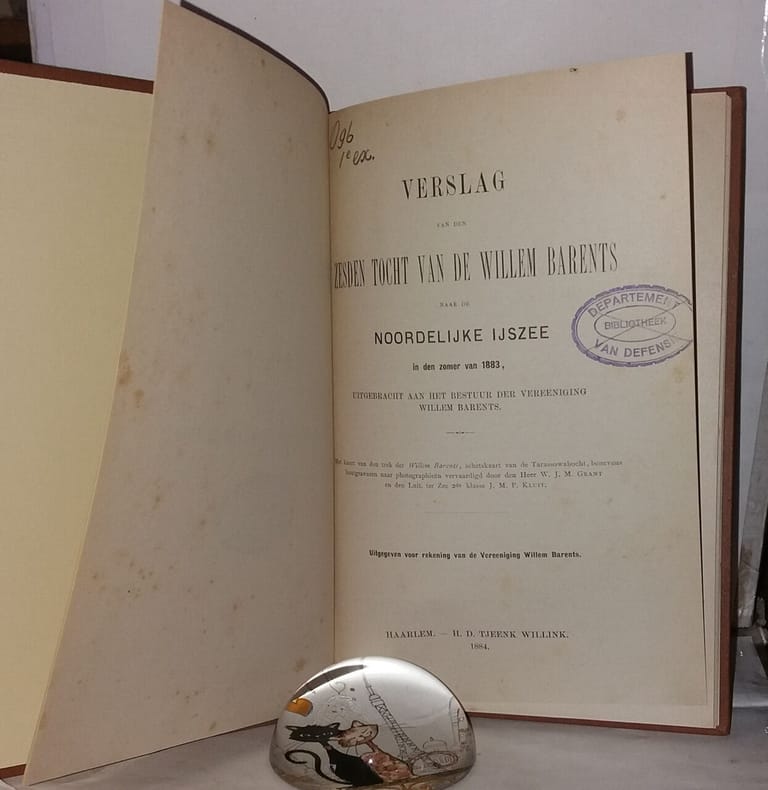 096
1e ex.
VERSLAG
VAN DEN
ZESDEN TOCHT VAN DE WILLEM BARENTS
NAAR DE
NOORDELIJKE IJSZEE
in den zomer van 1883,
UITGEBRACHT AAN HET BESTUUR DER VEREENIGING
WILLEM BARENTS.
Met kaart van den trek der Willem Barents, schetskaart van de Tarassowabocht, benevens
houtgravuren naar photographieën vervaardigd door den Heer W. J. M. GRANT
en den Luit. ter Zee 2de klasse J. M. P. KLUIT.
Uitgegeven voor rekening van de Vereeniging Willem Barents.
HAARLEM. — H. D. TJEENK WILLINK.
1884.
DEPARTEMENT
BIBLIOTHEEK
VAN DEFENSI